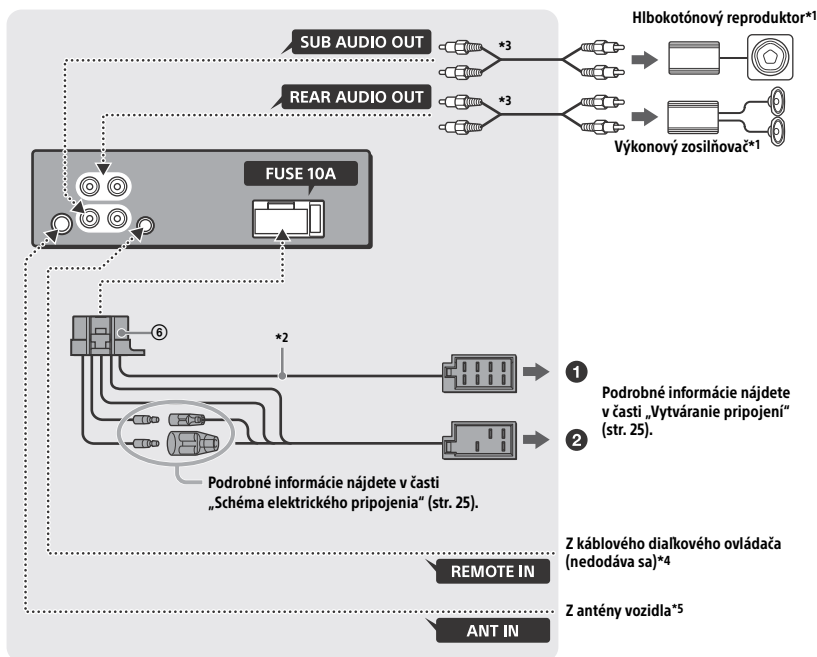 Hlbokotónový reproduktor*1
SUB AUDIO OUT
*3
REAR AUDIO OUT
*3
Výkonový zosilňovač*1
FUSE 10A
⑥
*2
❶
Podrobné informácie nájdete
v časti „Vytváranie pripojení“
(str. 25).
❷
Podrobné informácie nájdete v časti
„Schéma elektrického pripojenia“ (str. 25).
Z káblového diaľkového ovládača
(nedodáva sa)*4
REMOTE IN
Z antény vozidla*5
ANT IN